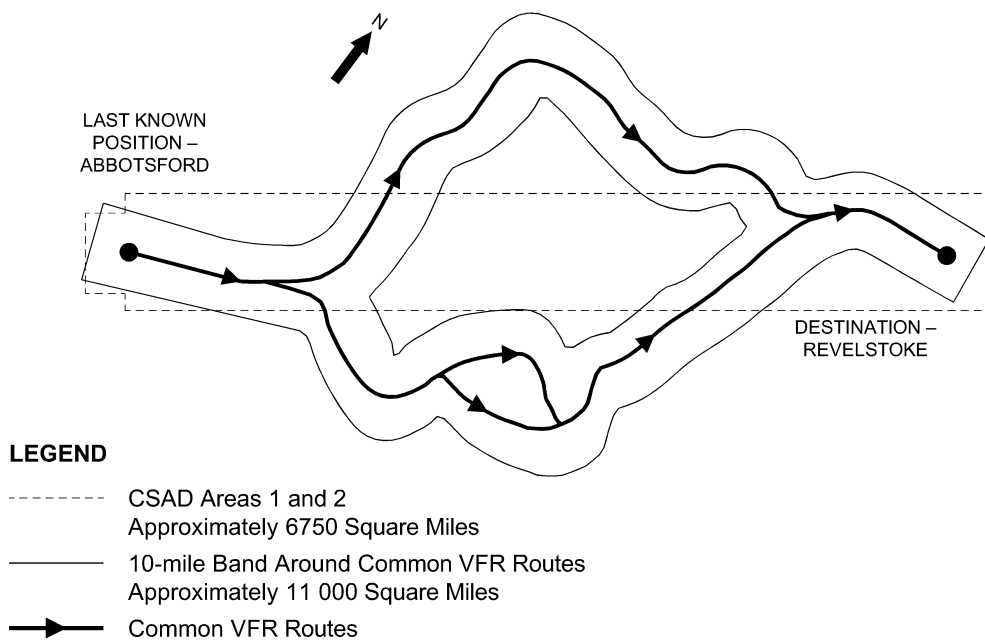 N
LAST KNOWN
POSITION –
ABBOTSFORD
DESTINATION –
REVELSTOKE
LEGEND
CSAD Areas 1 and 2
Approximately 6750 Square Miles
10-mile Band Around Common VFR Routes
Approximately 11 000 Square Miles
Common VFR Routes